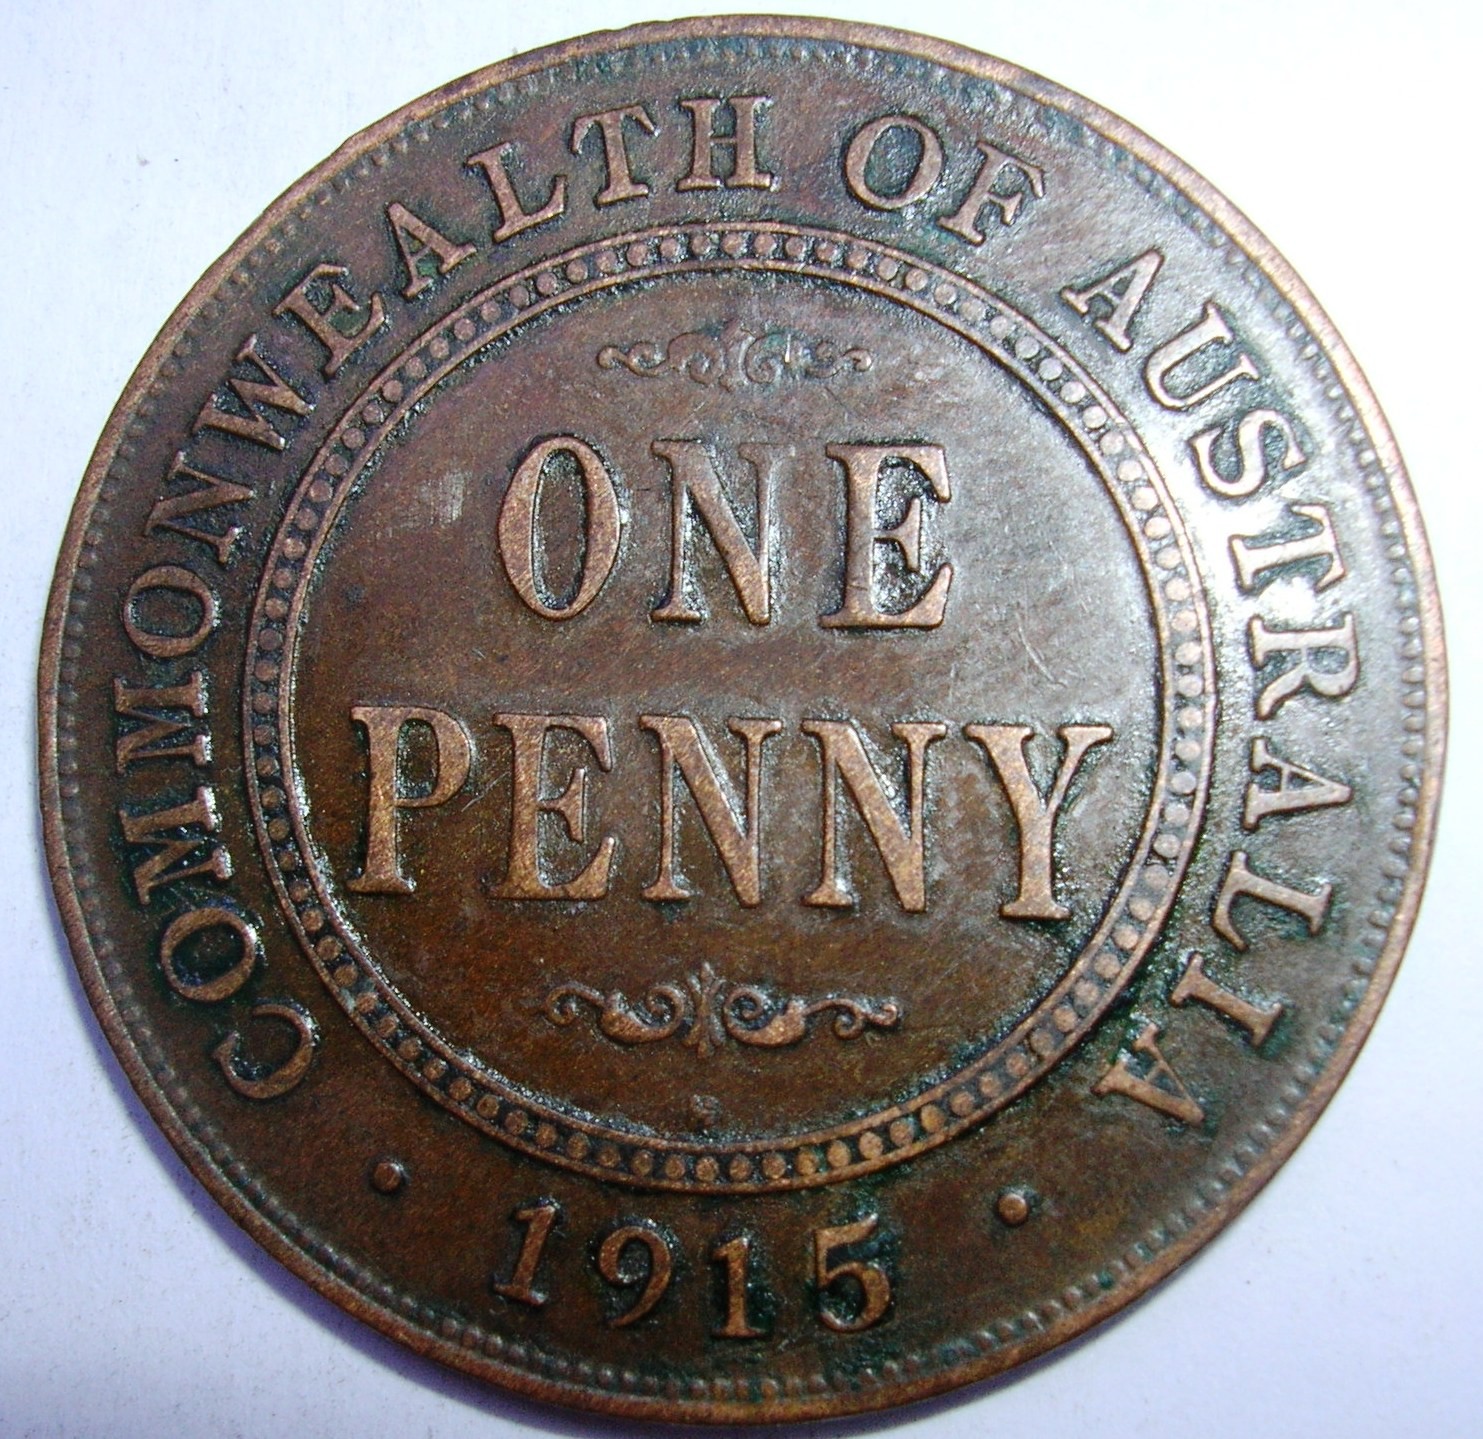 COMMONWEALTH OF AUSTRALIA
ONE
PENNY
· 1915 ·